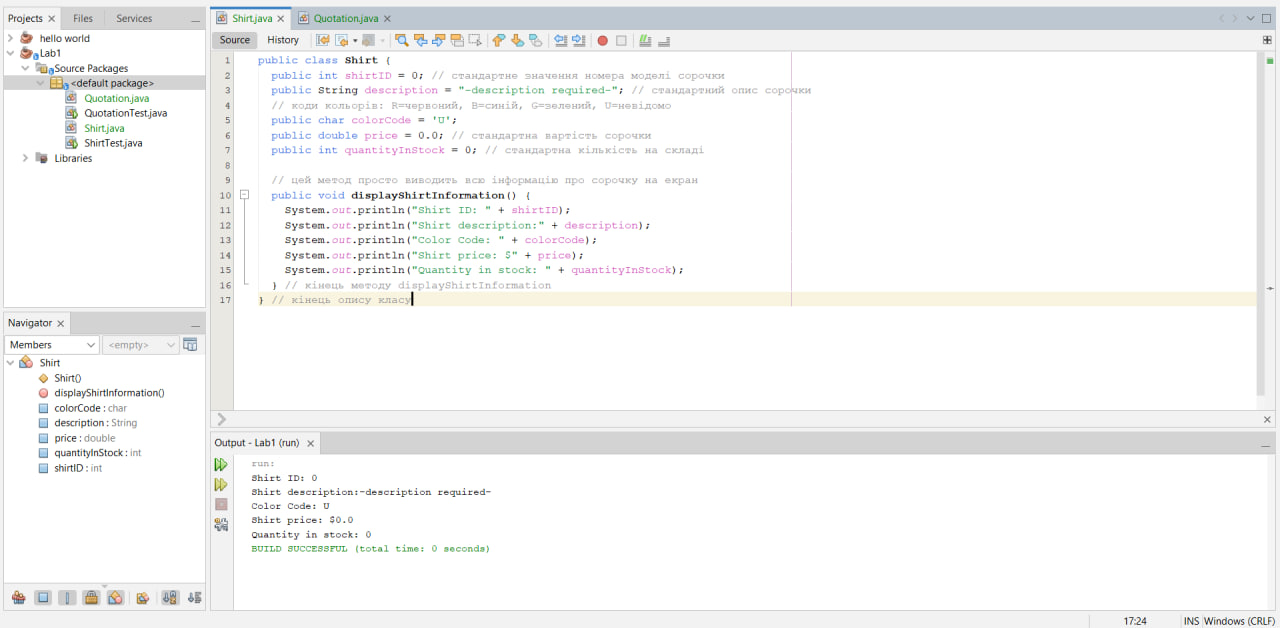 Projects Files Services
hello world
Lab1
Source Packages
<default package>
Quotation.java
QuotationTest.java
Shirt.java
ShirtTest.java
Libraries
Navigator
Members <empty>
Shirt
Shirt()
displayShirtInformation()
colorCode : char
description : String
price : double
quantityInStock : int
shirtID : int
Shirt.java Quotation.java
Source History
1 public class Shirt {
2 public int shirtID = 0; // стандартне значення номера моделі сорочки
3 public String description = "-description required-"; // стандартний опис сорочки
4 // коди кольорів: R=червоний, B=синій, G=зелений, U=невідомо
5 public char colorCode = 'U';
6 public double price = 0.0; // стандартна вартість сорочки
7 public int quantityInStock = 0; // стандартна кількість на складі
8
9 // цей метод просто виводить всю інформацію про сорочку на екран
10 public void displayShirtInformation() {
11 System.out.println("Shirt ID: " + shirtID);
12 System.out.println("Shirt description:" + description);
13 System.out.println("Color Code: " + colorCode);
14 System.out.println("Shirt price: $" + price);
15 System.out.println("Quantity in stock: " + quantityInStock);
16 } // кінець методу displayShirtInformation
17 } // кінець опису класу
Output - Lab1 (run)
run:
Shirt ID: 0
Shirt description:-description required-
Color Code: U
Shirt price: $0.0
Quantity in stock: 0
BUILD SUCCESSFUL (total time: 0 seconds)
17:24 INS Windows (CRLF)